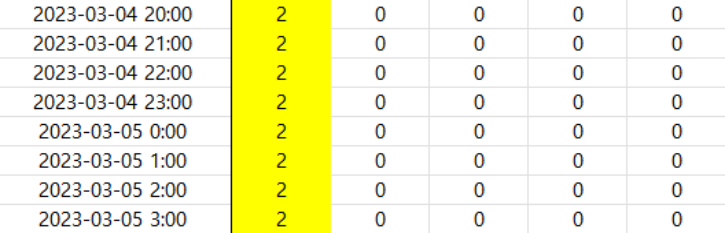 2023-03-04 20:00 2 0 0 0 0
2023-03-04 21:00 2 0 0 0 0
2023-03-04 22:00 2 0 0 0 0
2023-03-04 23:00 2 0 0 0 0
2023-03-05 0:00 2 0 0 0 0
2023-03-05 1:00 2 0 0 0 0
2023-03-05 2:00 2 0 0 0 0
2023-03-05 3:00 2 0 0 0 0